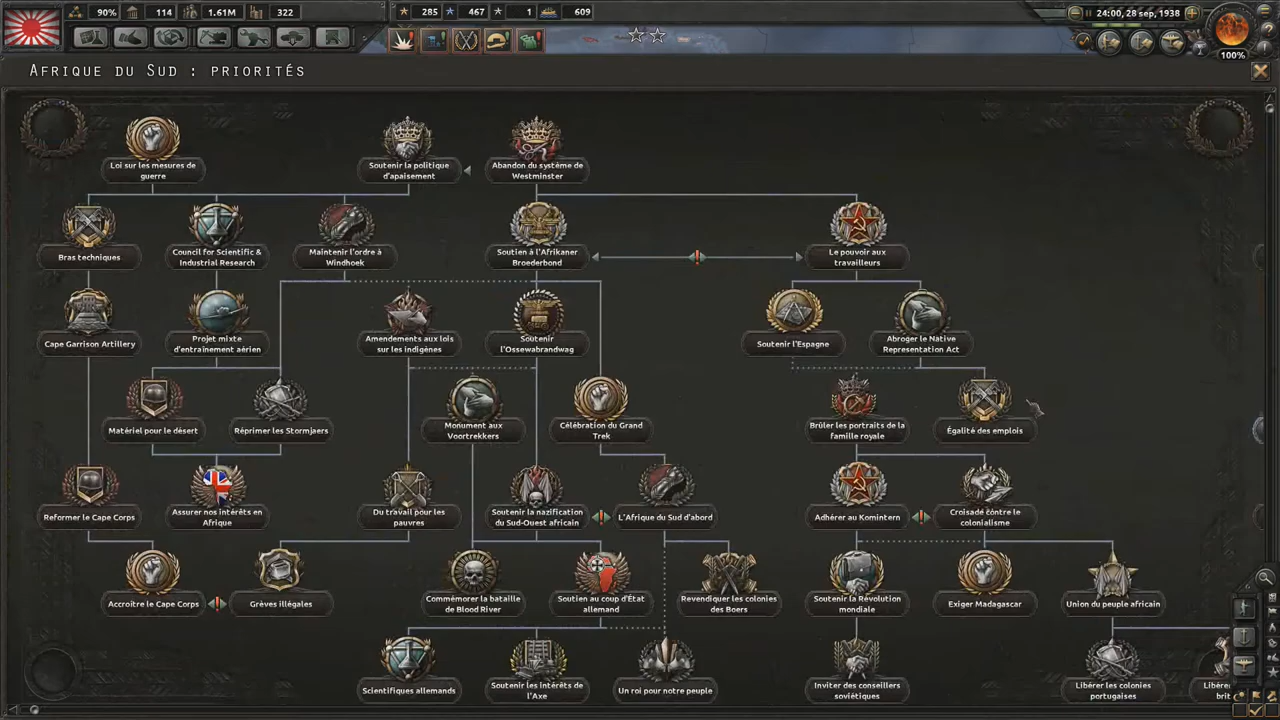 90%
114
1.61M
322
285
467
1
609
24:00, 28 sep, 1938
100%
Afrique du Sud : priorités
Loi sur les mesures de
guerre
Soutenir la politique
d'apaisement
Abandon du système de
Westminster
Bras techniques
Council for Scientific &
Industrial Research
Maintenir l'ordre à
Windhoek
Soutien à l'Afrikaner
Broederbond
Le pouvoir aux
travailleurs
Cape Garrison Artillery
Projet mixte
d'entraînement aérien
Amendements aux lois
sur les indigènes
Soutenir
l'Ossewabrandwag
Soutenir l'Espagne
Abroger le Native
Representation Act
Matériel pour le désert
Réprimer les Stormjaers
Monument aux
Voortrekkers
Célébration du Grand
Trek
Brûler les portraits de la
famille royale
Égalité des emplois
Reformer le Cape Corps
Assurer nos intérêts en
Afrique
Du travail pour les
pauvres
Soutenir la nazification
du Sud-Ouest africain
L'Afrique du Sud d'abord
Adhérer au Komintern
Croisade contre le
colonialisme
Accroître le Cape Corps
Grèves illégales
Commémorer la bataille
de Blood River
Soutien au coup d'État
allemand
Revendiquer les colonies
des Boers
Soutenir la Révolution
mondiale
Exiger Madagascar
Union du peuple africain
Scientifiques allemands
Soutenir les intérêts de
l'Axe
Un roi pour notre peuple
Inviter des conseillers
soviétiques
Libérer les colonies
portugaises
Libére
brit